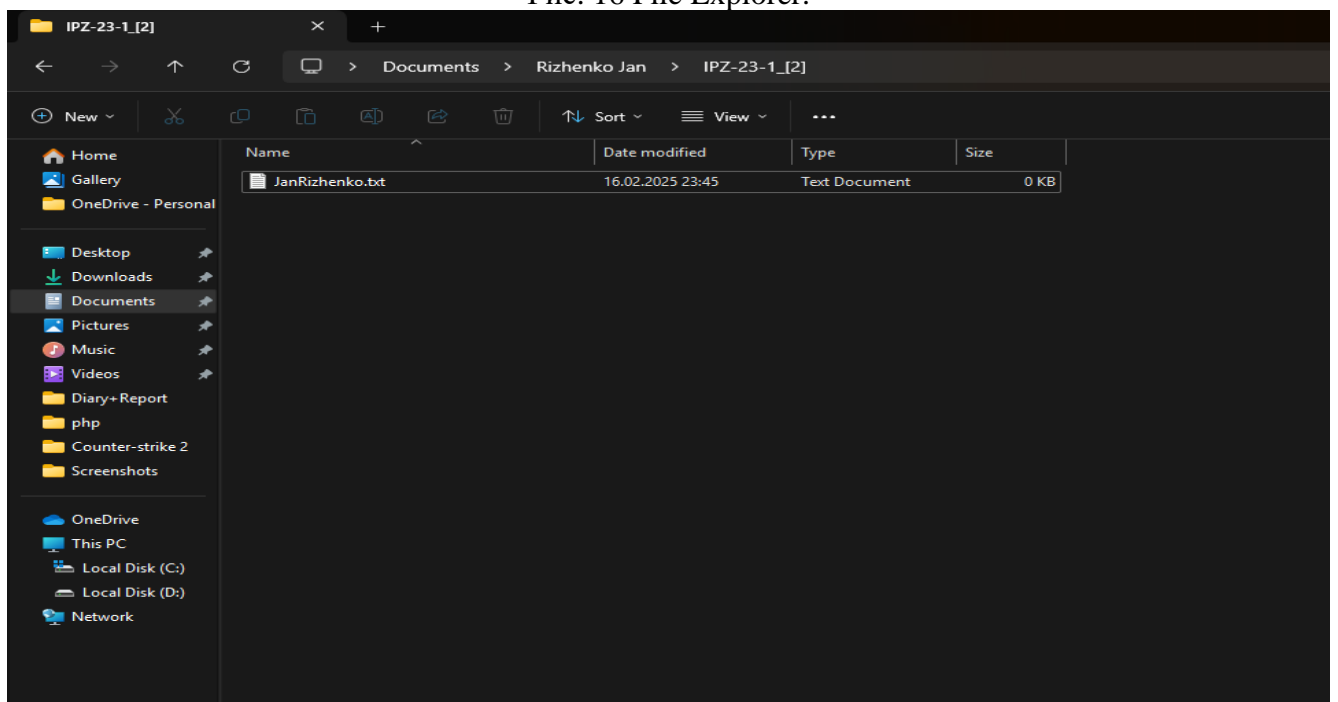 File Explorer.
IPZ-23-1_[2]
Documents > Rizhenko Jan > IPZ-23-1_[2]
New Sort View ...
Name Date modified Type Size
JanRizhenko.txt 16.02.2025 23:45 Text Document 0 KB
Home
Gallery
OneDrive - Personal
Desktop
Downloads
Documents
Pictures
Music
Videos
Diary+Report
php
Counter-strike 2
Screenshots
OneDrive
This PC
Local Disk (C:)
Local Disk (D:)
Network